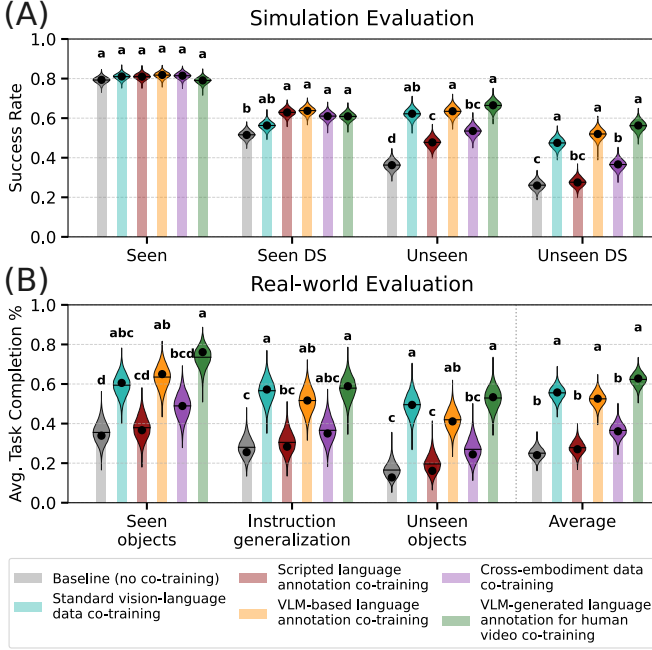 (A)
Simulation Evaluation
Success Rate
1.0
0.8
0.6
0.4
0.2
0.0
a a a a a a
b ab a a a a
d ab c a bc a
c a bc a b a
Seen Seen DS Unseen Unseen DS
(B)
Real-world Evaluation
Avg. Task Completion %
1.0
0.8
0.6
0.4
0.2
0.0
d abc cd ab bcd a
c a bc ab abc a
c a c ab bc a
b a b a b a
Seen objects
Instruction generalization
Unseen objects
Average
Baseline (no co-training)
Standard vision-language
data co-training
Scripted language
annotation co-training
VLM-based language
annotation co-training
Cross-embodiment data
co-training
VLM-generated language
annotation for human
video co-training